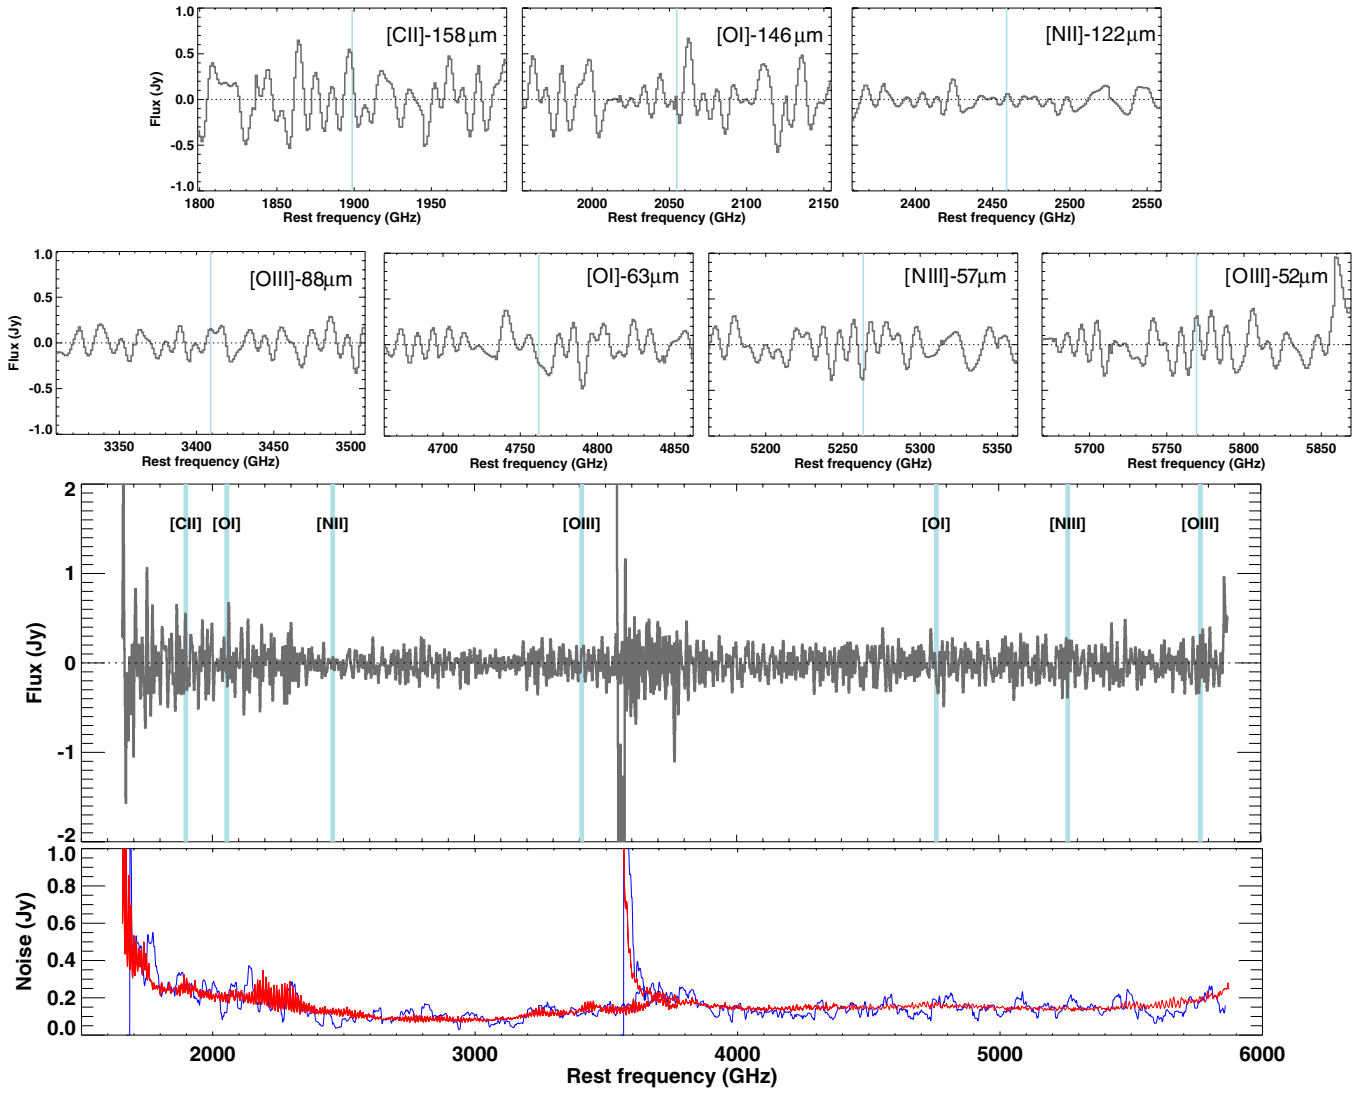 [CII]-158μm
[OI]-146μm
[NII]-122μm
Flux (Jy)
1.0
0.5
0.0
-0.5
-1.0
1800 1850 1900 1950
2000 2050 2100 2150
2400 2450 2500 2550
Rest frequency (GHz)
Rest frequency (GHz)
Rest frequency (GHz)
[OIII]-88μm
[OI]-63μm
[NIII]-57μm
[OIII]-52μm
Flux (Jy)
1.0
0.5
0.0
-0.5
-1.0
3350 3400 3450 3500
4700 4750 4800 4850
5200 5250 5300 5350
5700 5750 5800 5850
Rest frequency (GHz)
Rest frequency (GHz)
Rest frequency (GHz)
Rest frequency (GHz)
Flux (Jy)
2
1
0
-1
-2
[CII] [OI] [NII] [OIII] [OI] [NIII] [OIII]
Noise (Jy)
1.0
0.8
0.6
0.4
0.2
0.0
2000 3000 4000 5000 6000
Rest frequency (GHz)